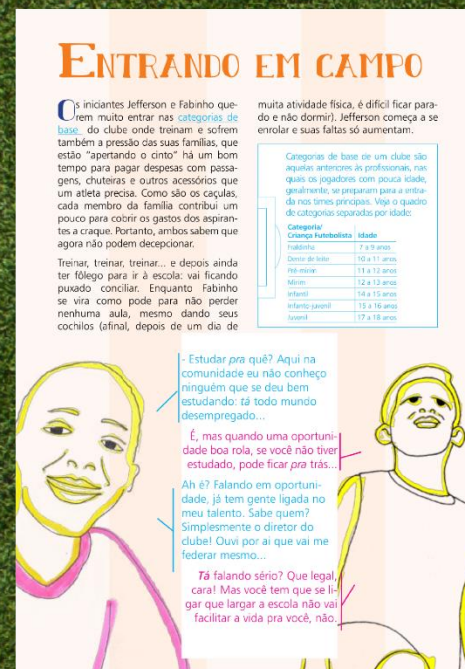 ENTRANDO EM CAMPO
Os iniciantes Jefferson e Fabinho que-
rem muito entrar nas categorias de
base do clube onde treinam e sofrem
também a pressão das suas famílias, que
estão "apertando o cinto" há um bom
tempo para pagar despesas com passa-
gens, chuteiras e outros acessórios que
um atleta precisa. Como são os caçulas,
cada membro da família contribui um
pouco para cobrir os gastos dos aspiran-
tes a craque. Portanto, ambos sabem que
agora não podem decepcionar.
Treinar, treinar, treinar... e depois ainda
ter fôlego para ir à escola: vai ficando
puxado conciliar. Enquanto Fabinho
se vira como pode para não perder
nenhuma aula, mesmo dando seus
cochilos (afinal, depois de um dia de
muita atividade física, é difícil ficar para-
do e não dormir). Jefferson começa a se
enrolar e suas faltas só aumentam.
Categorias de base de um clube são
aquelas anteriores às profissionais, nas
quais os jogadores com pouca idade,
geralmente, se preparam para a entra-
da nos times principais. Veja o quadro
de categorias separadas por idade:
Categoria/
Criança Futebolista Idade
Fraldinha 7 a 9 anos
Dente de leite 10 a 11 anos
Pré-mirim 11 a 12 anos
Mirim 12 a 13 anos
Infantil 14 a 15 anos
Infanto-juvenil 15 a 16 anos
Juvenil 17 a 18 anos
- Estudar pra quê? Aqui na
comunidade eu não conheço
ninguém que se deu bem
estudando: tá todo mundo
desempregado...
É, mas quando uma oportuni-
dade boa rola, se você não tiver
estudado, pode ficar pra trás...
Ah é? Falando em oportuni-
dade, já tem gente ligada no
meu talento. Sabe quem?
Simplesmente o diretor do
clube! Ouvi por aí que vai me
federar mesmo...
Tá falando sério? Que legal,
cara! Mas você tem que se li-
gar que largar a escola não vai
facilitar a vida pra você, não.